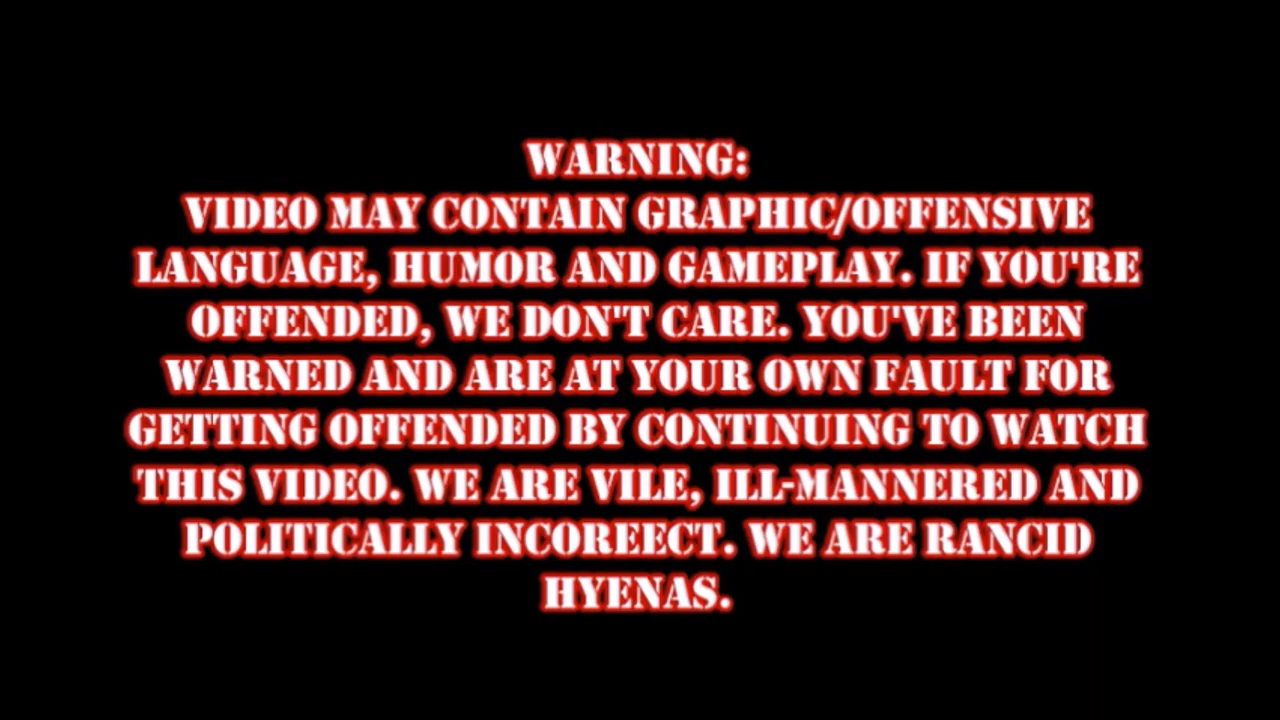 WARNING:
VIDEO MAY CONTAIN GRAPHIC/OFFENSIVE
LANGUAGE, HUMOR AND GAMEPLAY. IF YOU'RE
OFFENDED, WE DON'T CARE. YOU'VE BEEN
WARNED AND ARE AT YOUR OWN FAULT FOR
GETTING OFFENDED BY CONTINUING TO WATCH
THIS VIDEO. WE ARE VILE, ILL-MANNERED AND
POLITICALLY INCOREECT. WE ARE RANCID
HYENAS.